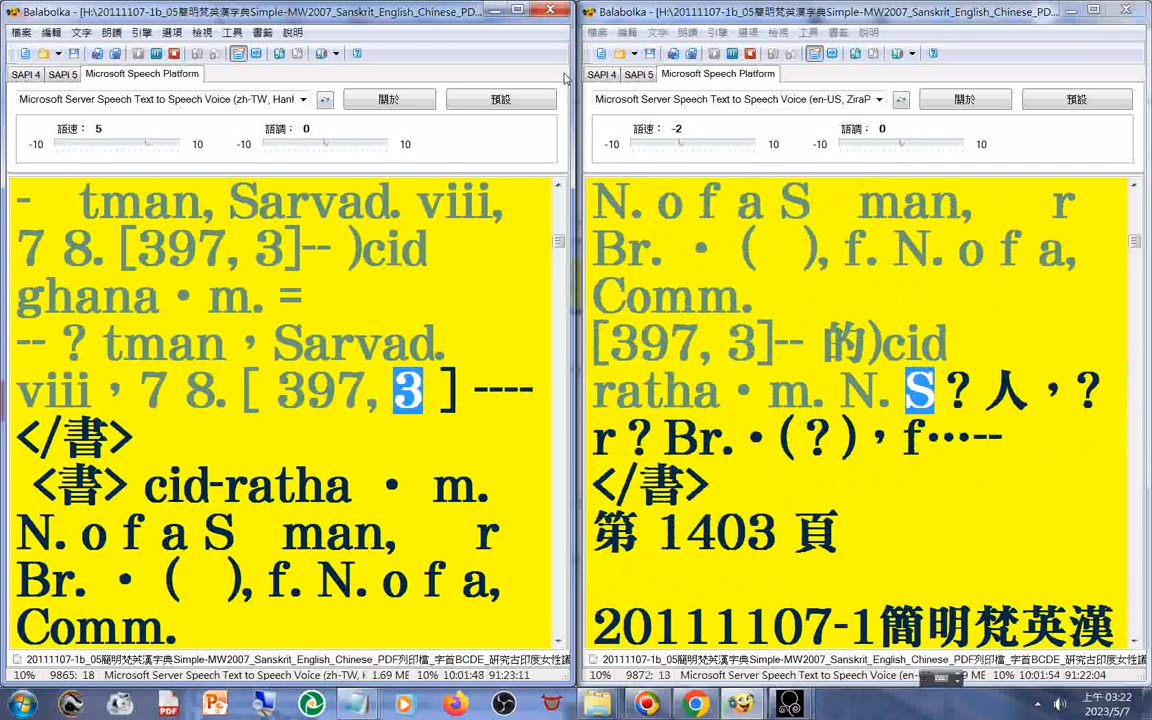 Balabolka - [H:\20111107-1b_05簡明梵英漢字典Simple-MW2007_Sanskrit_English_Chinese_PD...
檔案 編輯 文字 朗讀 引擎 選項 檢視 工具 書籤 說明
SAPI 4 SAPI 5 Microsoft Speech Platform
Microsoft Server Speech Text to Speech Voice (zh-TW, Hanl 關於 預設
語速： 5 語調： 0
-10 10 -10 10
- tman, Sarvad. viii,
7 8. [397, 3]-- )cid
ghana・m. =
-- ? tman，Sarvad.
viii，7 8. [ 397, 3 ] ----
</書>
<書> cid-ratha ・ m.
N. o f a S man, r
Br. ・ ( ), f. N. o f a,
Comm.
20111107-1b_05簡明梵英漢字典Simple-MW2007_Sanskrit_English_Chinese_PDF列印檔_字首BCDE_研究古印度女性議
10% 9865: 18 Microsoft Server Speech Text to Speech Voice (zh-TW, H 1.69 ME 10% 10:01:48 91:23:11
Balabolka - [H:\20111107-1b_05簡明梵英漢字典Simple-MW2007_Sanskrit_English_Chinese_PD...
檔案 編輯 文字 朗讀 引擎 選項 檢視 工具 書籤 說明
SAPI 4 SAPI 5 Microsoft Speech Platform
Microsoft Server Speech Text to Speech Voice (en-US, ZiraP 關於 預設
語速： -2 語調： 0
-10 10 -10 10
N. o f a S man, r
Br. ・ ( ), f. N. o f a,
Comm.
[397, 3]-- 的)cid
ratha・m. N. S？人，？
r？Br.・(？)，f…--
</書>
第 1403 頁
20111107-1簡明梵英漢
20111107-1b_05簡明梵英漢字典Simple-MW2007_Sanskrit_English_Chinese_PDF列印檔_字首BCDE_研究古印度女性議
10% 9872: 13 Microsoft Server Speech Text to Speech Voice 9 ME 10% 10:01:54 91:22:04
上午 03:22
2023/5/7